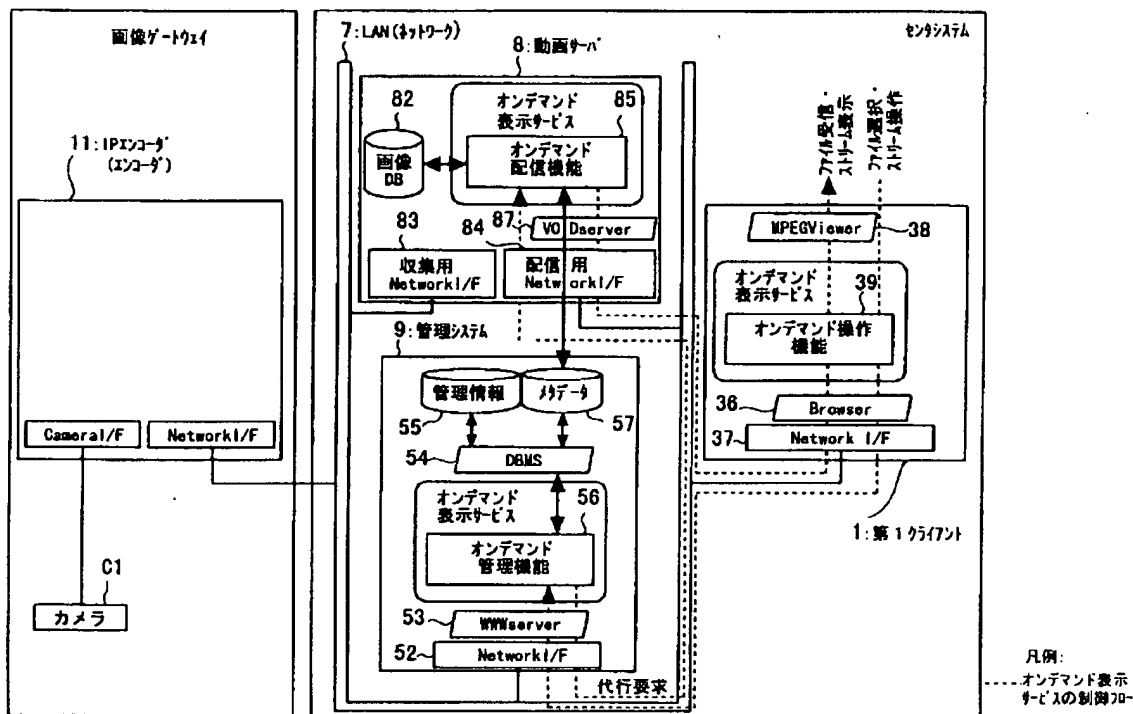 画像ゲートウェイ
11:IPエンコーダ
(エンコーダ)
CameraI/F
NetworkI/F
C1
カメラ
センタシステム
7:LAN(ネットワーク)
8:動画サーバ
82
画像
DB
オンデマンド
表示サービス
85
オンデマンド
配信機能
87
VODserver
83
収集用
NetworkI/F
84
配信用
NetworkI/F
9:管理システム
管理情報
55
メタデータ
57
54
DBMS
オンデマンド
表示サービス
56
オンデマンド
管理機能
53
WWWserver
52
NetworkI/F
代行要求
ファイル受信・
ストリーム表示
ファイル選択・
ストリーム操作
MPEGViewer
38
オンデマンド
表示サービス
39
オンデマンド操作
機能
36
Browser
37
Network I/F
1:第1クライアント
凡例:
オンデマンド表示
サービスの制御フロー